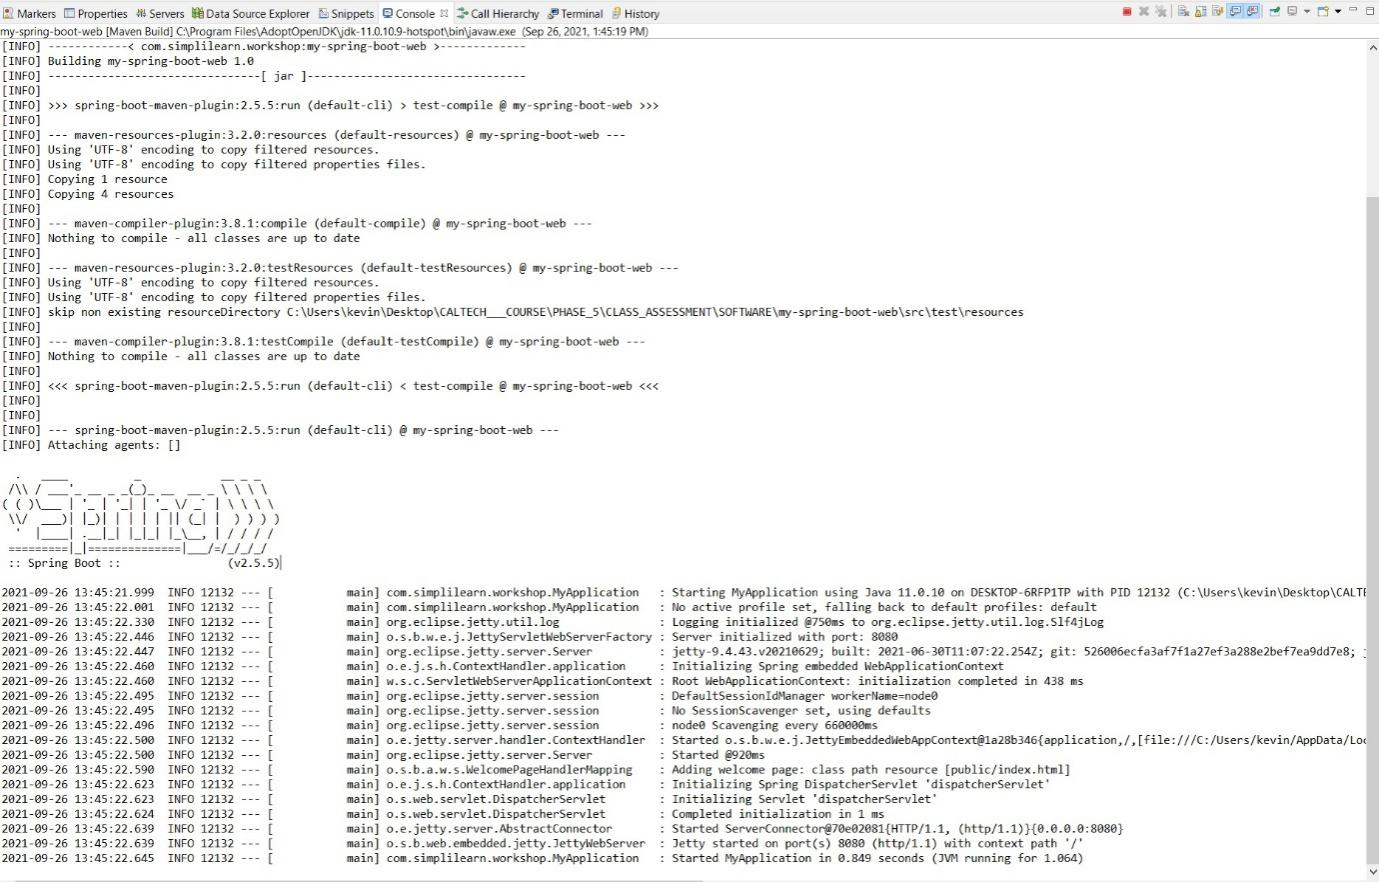 Markers Properties Servers Data Source Explorer Snippets Console Call Hierarchy Terminal History
my-spring-boot-web [Maven Build] C:\Program Files\AdoptOpenJDK\jdk-11.0.10.9-hotspot\bin\javaw.exe (Sep 26, 2021, 1:45:19 PM)
[INFO] ------------< com.simplilearn.workshop:my-spring-boot-web >-------------
[INFO] Building my-spring-boot-web 1.0
[INFO] --------------------------------[ jar ]---------------------------------
[INFO]
[INFO] >>> spring-boot-maven-plugin:2.5.5:run (default-cli) > test-compile @ my-spring-boot-web >>>
[INFO]
[INFO] --- maven-resources-plugin:3.2.0:resources (default-resources) @ my-spring-boot-web ---
[INFO] Using 'UTF-8' encoding to copy filtered resources.
[INFO] Using 'UTF-8' encoding to copy filtered properties files.
[INFO] Copying 1 resource
[INFO] Copying 4 resources
[INFO]
[INFO] --- maven-compiler-plugin:3.8.1:compile (default-compile) @ my-spring-boot-web ---
[INFO] Nothing to compile - all classes are up to date
[INFO]
[INFO] --- maven-resources-plugin:3.2.0:testResources (default-testResources) @ my-spring-boot-web ---
[INFO] Using 'UTF-8' encoding to copy filtered resources.
[INFO] Using 'UTF-8' encoding to copy filtered properties files.
[INFO] skip non existing resourceDirectory C:\Users\kevin\Desktop\CALTECH___COURSE\PHASE_5\CLASS_ASSESSMENT\SOFTWARE\my-spring-boot-web\src\test\resources
[INFO]
[INFO] --- maven-compiler-plugin:3.8.1:testCompile (default-testCompile) @ my-spring-boot-web ---
[INFO] Nothing to compile - all classes are up to date
[INFO]
[INFO] <<< spring-boot-maven-plugin:2.5.5:run (default-cli) < test-compile @ my-spring-boot-web <<<
[INFO]
[INFO]
[INFO] --- spring-boot-maven-plugin:2.5.5:run (default-cli) @ my-spring-boot-web ---
[INFO] Attaching agents: []
Spring
:: Spring Boot :: (v2.5.5)
2021-09-26 13:45:21.999 INFO 12132 --- [ main] com.simplilearn.workshop.MyApplication : Starting MyApplication using Java 11.0.10 on DESKTOP-6RFP1TP with PID 12132 (C:\Users\kevin\Desktop\CALTE
2021-09-26 13:45:22.001 INFO 12132 --- [ main] com.simplilearn.workshop.MyApplication : No active profile set, falling back to default profiles: default
2021-09-26 13:45:22.330 INFO 12132 --- [ main] org.eclipse.jetty.util.log : Logging initialized @750ms to org.eclipse.jetty.util.log.Slf4jLog
2021-09-26 13:45:22.446 INFO 12132 --- [ main] o.s.b.w.e.j.JettyServletWebServerFactory : Server initialized with port: 8080
2021-09-26 13:45:22.447 INFO 12132 --- [ main] org.eclipse.jetty.server.Server : jetty-9.4.43.v20210629; built: 2021-06-30T11:07:22.254Z; git: 526006ecfa3af7f1a27ef3a288e2bef7ea9dd7e8; j
2021-09-26 13:45:22.460 INFO 12132 --- [ main] o.e.j.s.h.ContextHandler.application : Initializing Spring embedded WebApplicationContext
2021-09-26 13:45:22.460 INFO 12132 --- [ main] w.s.c.ServletWebServerApplicationContext : Root WebApplicationContext: initialization completed in 438 ms
2021-09-26 13:45:22.495 INFO 12132 --- [ main] org.eclipse.jetty.server.session : DefaultSessionIdManager workerName=node0
2021-09-26 13:45:22.495 INFO 12132 --- [ main] org.eclipse.jetty.server.session : No SessionScavenger set, using defaults
2021-09-26 13:45:22.496 INFO 12132 --- [ main] org.eclipse.jetty.server.session : node0 Scavenging every 660000ms
2021-09-26 13:45:22.500 INFO 12132 --- [ main] o.e.jetty.server.handler.ContextHandler : Started o.s.b.w.e.j.JettyEmbeddedWebAppContext@1a28b346{application,/,[file:///C:/Users/kevin/AppData/Loc
2021-09-26 13:45:22.500 INFO 12132 --- [ main] org.eclipse.jetty.server.Server : Started @920ms
2021-09-26 13:45:22.590 INFO 12132 --- [ main] o.s.b.a.w.s.WelcomePageHandlerMapping : Adding welcome page: class path resource [public/index.html]
2021-09-26 13:45:22.623 INFO 12132 --- [ main] o.e.j.s.h.ContextHandler.application : Initializing Spring DispatcherServlet 'dispatcherServlet'
2021-09-26 13:45:22.623 INFO 12132 --- [ main] o.s.web.servlet.DispatcherServlet : Initializing Servlet 'dispatcherServlet'
2021-09-26 13:45:22.624 INFO 12132 --- [ main] o.s.web.servlet.DispatcherServlet : Completed initialization in 1 ms
2021-09-26 13:45:22.639 INFO 12132 --- [ main] o.e.jetty.server.AbstractConnector : Started ServerConnector@70e02081{HTTP/1.1, (http/1.1)}{0.0.0.0:8080}
2021-09-26 13:45:22.639 INFO 12132 --- [ main] o.s.b.web.embedded.jetty.JettyWebServer : Jetty started on port(s) 8080 (http/1.1) with context path '/'
2021-09-26 13:45:22.645 INFO 12132 --- [ main] com.simplilearn.workshop.MyApplication : Started MyApplication in 0.849 seconds (JVM running for 1.064)